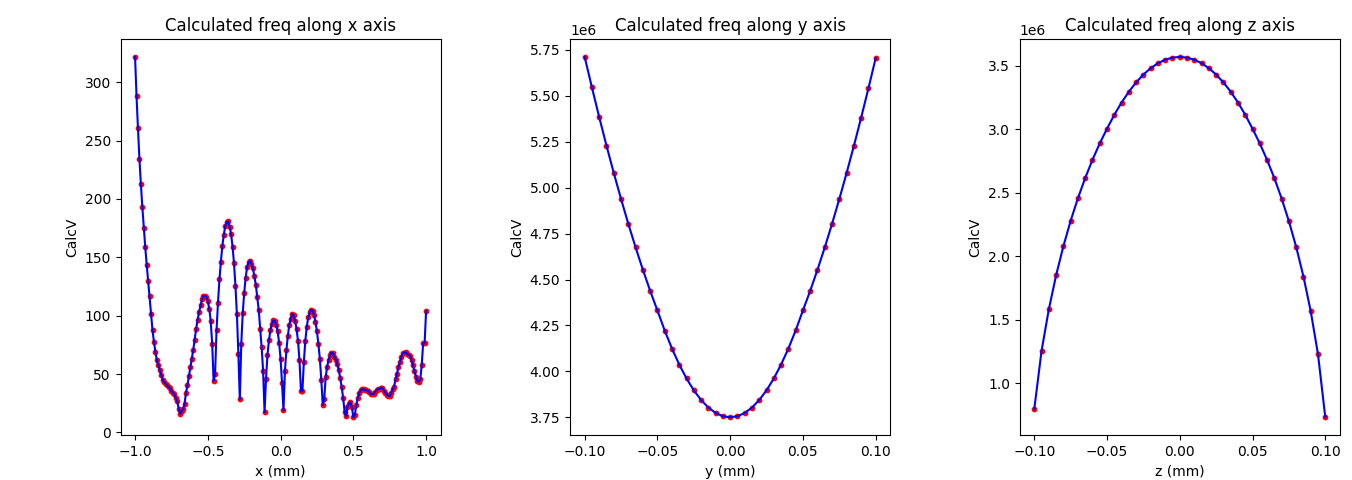 Calculated freq along x axis
CalcV
300
250
200
150
100
50
0
−1.0 −0.5 0.0 0.5 1.0
x (mm)
Calculated freq along y axis
1e6
CalcV
5.75
5.50
5.25
5.00
4.75
4.50
4.25
4.00
3.75
−0.10 −0.05 0.00 0.05 0.10
y (mm)
Calculated freq along z axis
1e6
CalcV
3.5
3.0
2.5
2.0
1.5
1.0
−0.10 −0.05 0.00 0.05 0.10
z (mm)